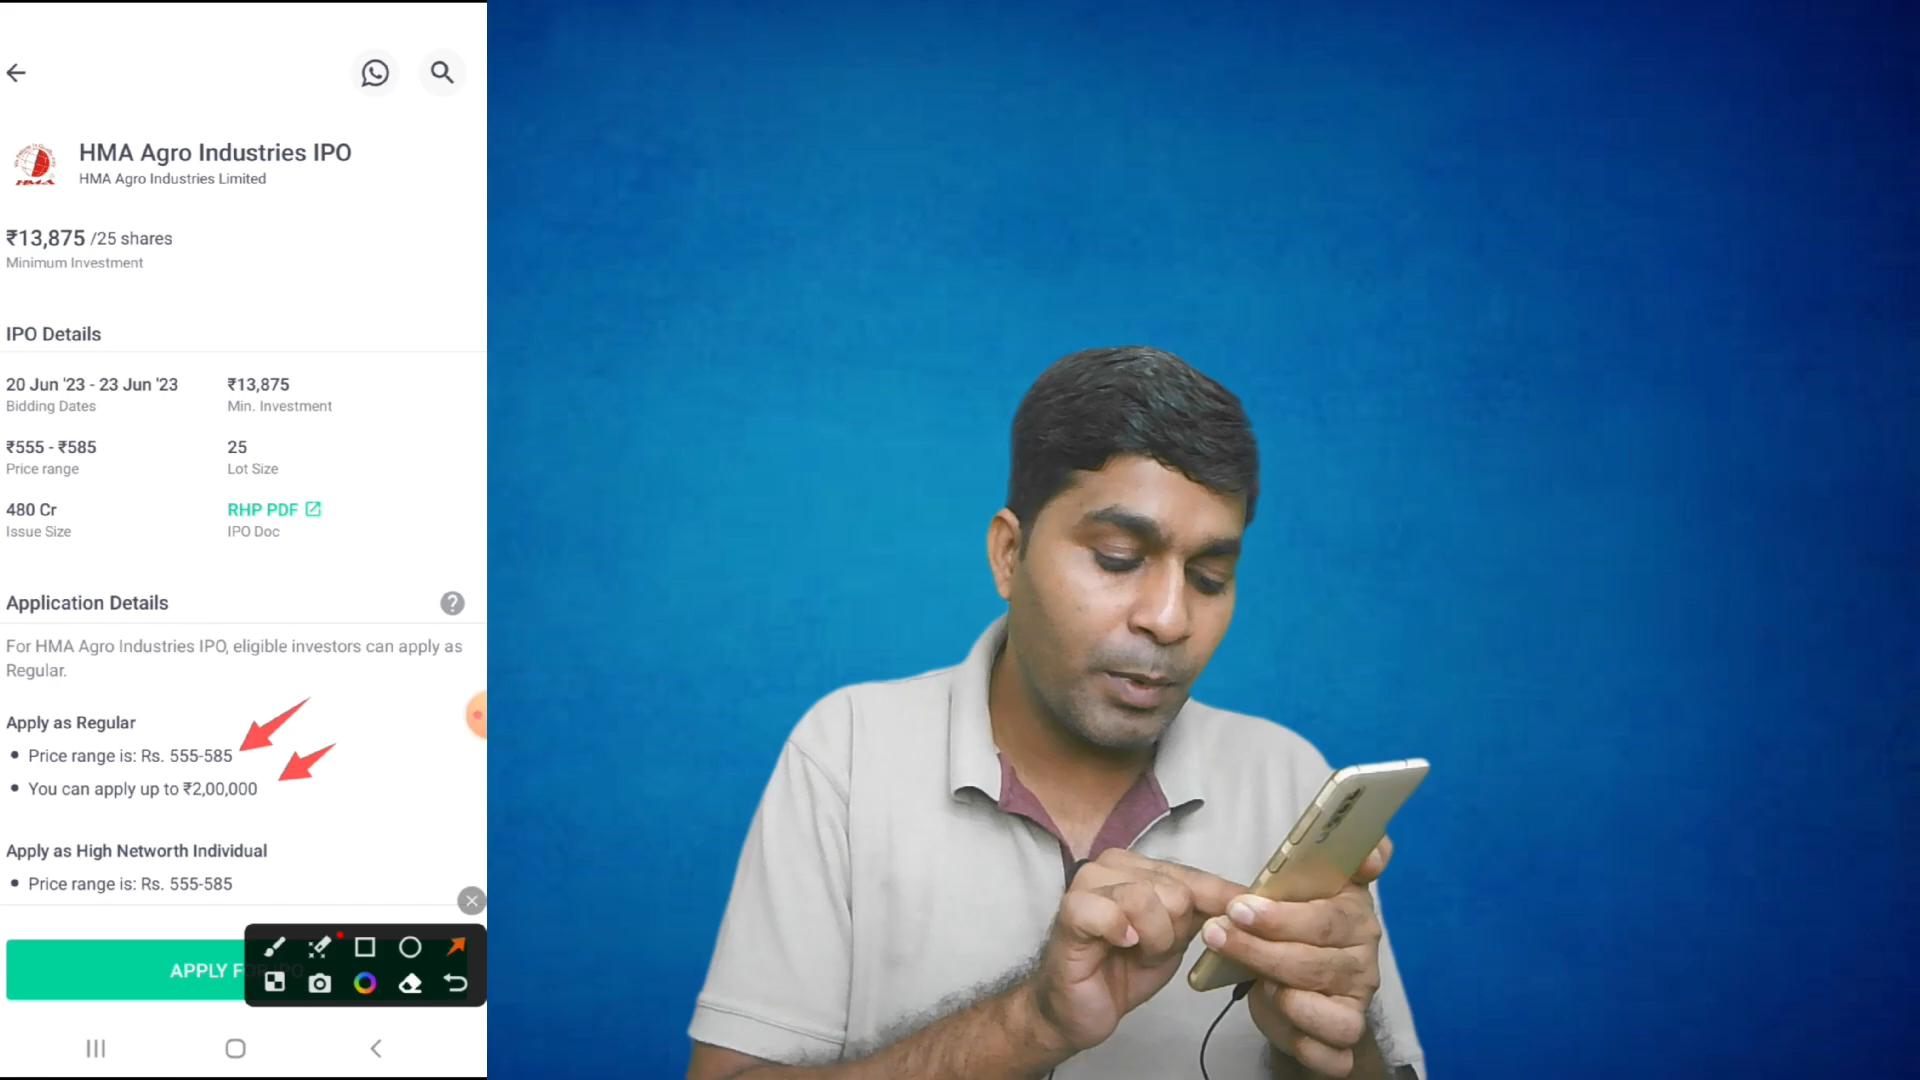 HMA Agro Industries IPO
HMA Agro Industries Limited
₹13,875 /25 shares
Minimum Investment
IPO Details
20 Jun '23 - 23 Jun '23
Bidding Dates
₹13,875
Min. Investment
₹555 - ₹585
Price range
25
Lot Size
480 Cr
Issue Size
RHP PDF
IPO Doc
Application Details
For HMA Agro Industries IPO, eligible investors can apply as
Regular.
Apply as Regular
• Price range is: Rs. 555-585
• You can apply up to ₹2,00,000
Apply as High Networth Individual
• Price range is: Rs. 555-585
APPLY FOR IPO
HMA